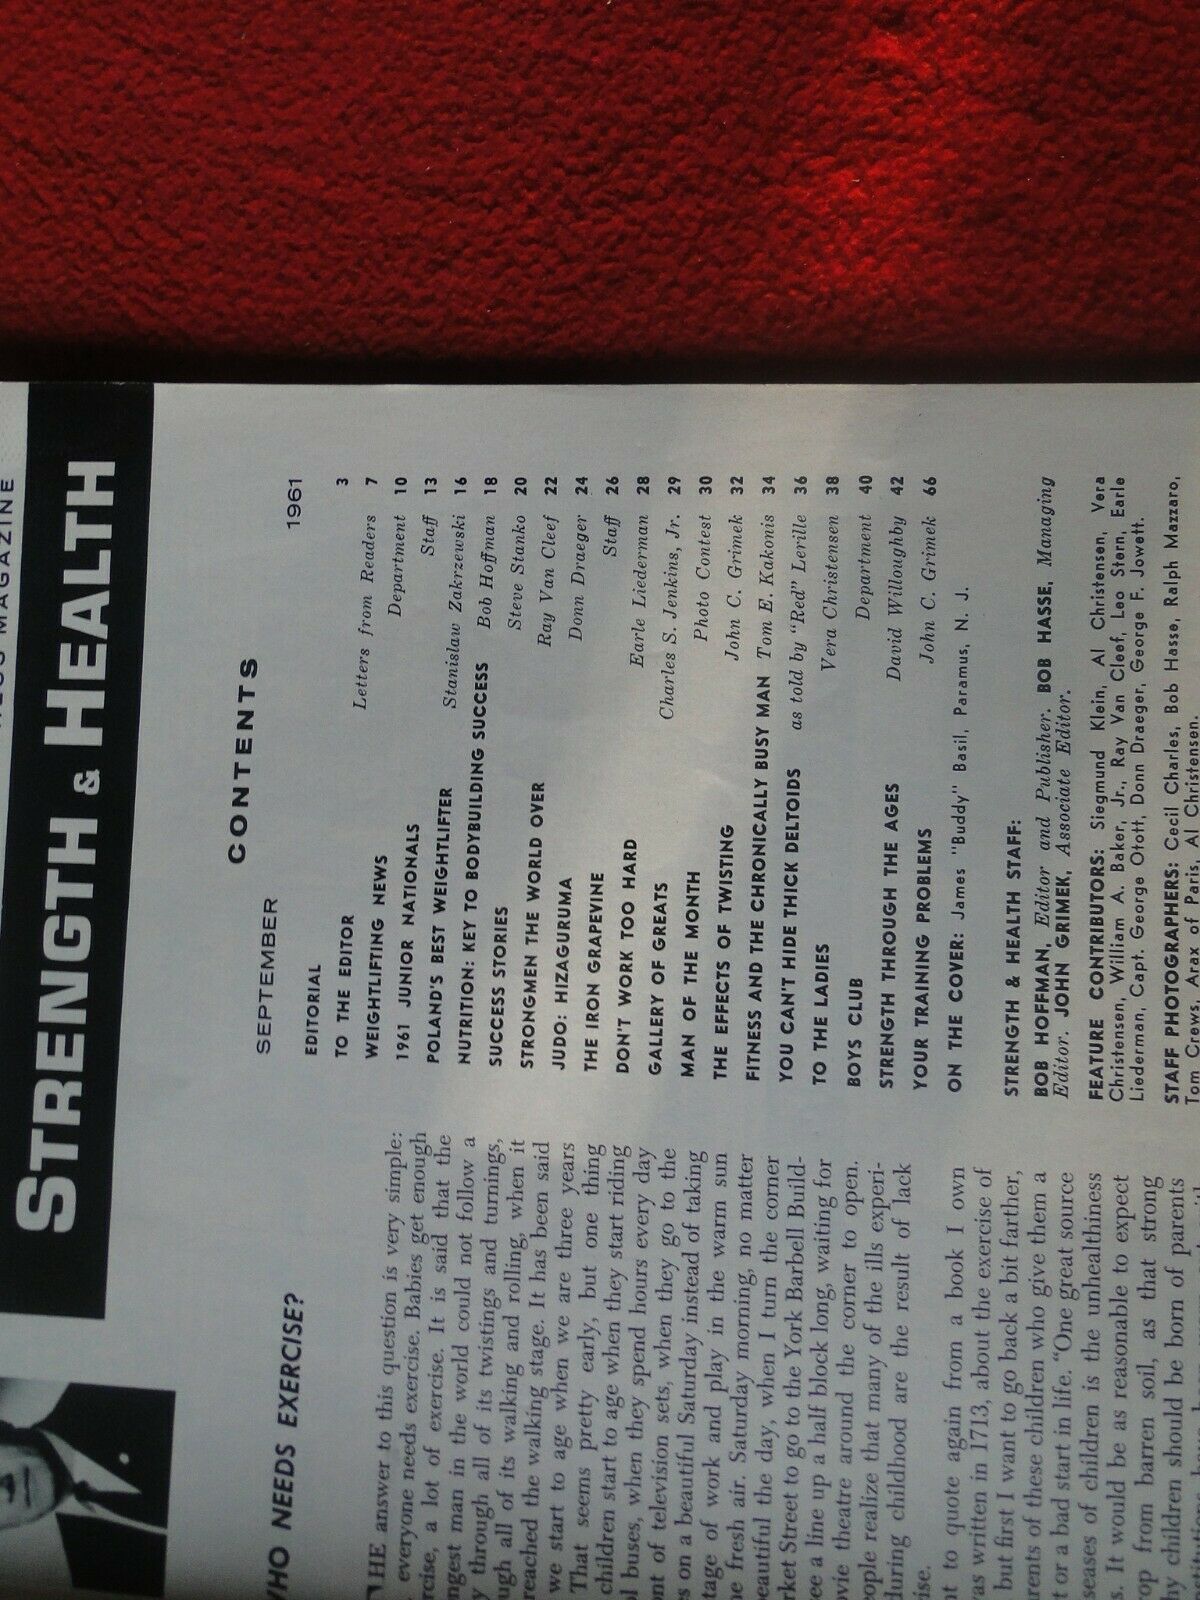 MAGAZINE
STRENGTH & HEALTH
CONTENTS
SEPTEMBER 1961
EDITORIAL 3
TO THE EDITOR Letters from Readers 7
WEIGHTLIFTING NEWS Department 10
1961 JUNIOR NATIONALS Staff 13
POLAND'S BEST WEIGHTLIFTER Stanislaw Zakrzewski 16
NUTRITION: KEY TO BODYBUILDING SUCCESS Bob Hoffman 18
SUCCESS STORIES Steve Stanko 20
STRONGMEN THE WORLD OVER Ray Van Cleef 22
JUDO: HIZAGURUMA Donn Draeger 24
THE IRON GRAPEVINE Staff 26
DON'T WORK TOO HARD Earle Liederman 28
GALLERY OF GREATS Charles S. Jenkins, Jr. 29
MAN OF THE MONTH Photo Contest 30
THE EFFECTS OF TWISTING John C. Grimek 32
FITNESS AND THE CHRONICALLY BUSY MAN Tom E. Kakonis 34
YOU CAN'T HIDE THICK DELTOIDS as told by "Red" Lerille 36
TO THE LADIES Vera Christensen 38
BOYS CLUB Department 40
STRENGTH THROUGH THE AGES David Willoughby 42
YOUR TRAINING PROBLEMS John C. Grimek 66
ON THE COVER: James "Buddy" Basil, Paramus, N. J.
STRENGTH & HEALTH STAFF:
BOB HOFFMAN, Editor and Publisher. BOB HASSE, Managing
Editor. JOHN GRIMEK, Associate Editor.
FEATURE CONTRIBUTORS: Siegmund Klein, Al Christensen, Vera
Christensen, William A. Baker, Jr., Ray Van Cleef, Leo Stern, Earle
Liederman, Capt. George Otott, Donn Draeger, George F. Jowett.
STAFF PHOTOGRAPHERS: Cecil Charles, Bob Hasse, Ralph Mazzaro,
Tom Crews, Arax of Paris, Al Christensen.
WHO NEEDS EXERCISE?
THE answer to this question is very simple:
everyone needs exercise. Babies get enough
rcise, a lot of exercise. It is said that the
ngest man in the world could not follow a
y through all of its twistings and turnings,
ugh all of its walking and rolling, when it
reached the walking stage. It has been said
we start to age when we are three years
That seems pretty early, but one thing
children start to age when they start riding
ol buses, when they spend hours every day
nt of television sets, when they go to the
es on a beautiful Saturday instead of taking
tage of work and play in the warm sun
he fresh air. Saturday morning, no matter
beautiful the day, when I turn the corner
rket Street to go to the York Barbell Build-
see a line up a half block long, waiting for
ovie theatre around the corner to open.
eople realize that many of the ills experi-
during childhood are the result of lack
ise.
nt to quote again from a book I own
was written in 1713, about the exercise of
but first I want to go back a bit farther,
rents of these children who give them a
t or a bad start in life. "One great source
seases of children is the unhealthiness
s. It would be as reasonable to expect
rop from barren soil, as that strong
hy children should be born of parents